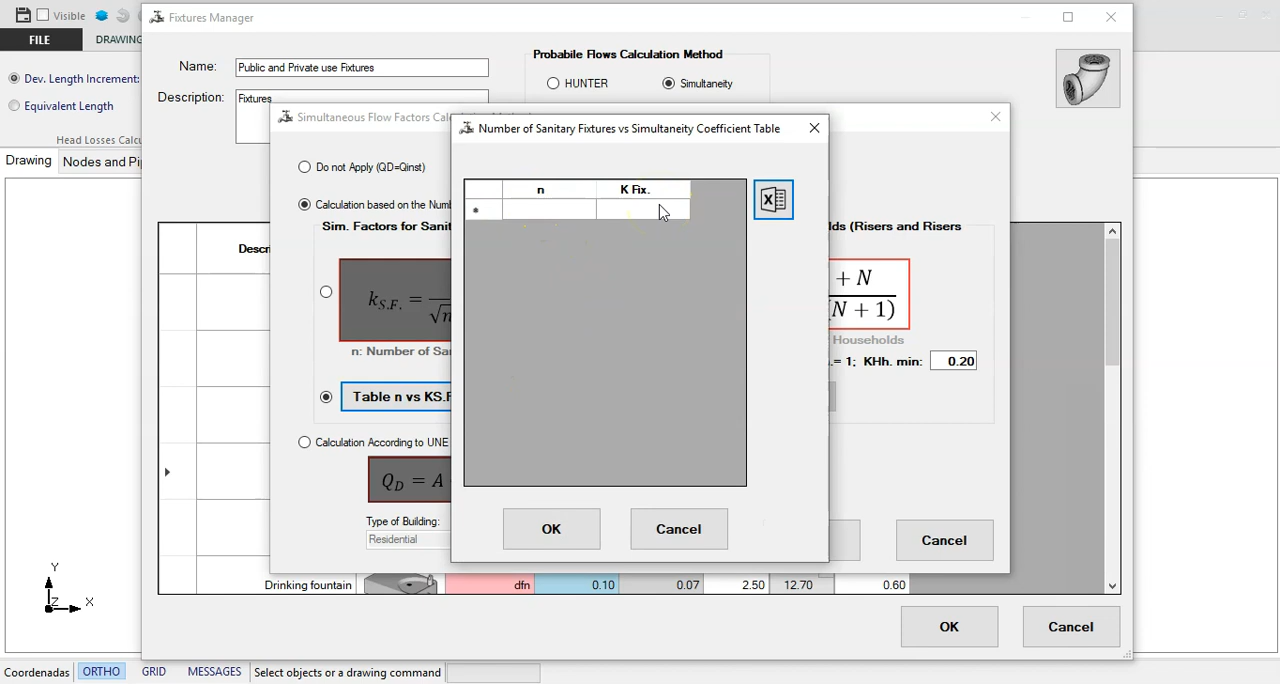 Visible
Fixtures Manager
FILE
DRAWING
Dev. Length Increment:
Equivalent Length
Head Losses Calcu
Drawing
Nodes and Pip
Name:
Public and Private use Fixtures
Description:
Fixtures
Probabile Flows Calculation Method
HUNTER
Simultaneity
Simultaneous Flow Factors Ca
Do not Apply (QD=Qinst)
Calculation based on the Numb
Sim. Factors for Sanit
k S.F. = √n
n: Number of Sa
Table n vs KS.F
Calculation According to UNE
Q D = A
Type of Building:
Residential
Number of Sanitary Fixtures vs Simultaneity Coefficient Table
n
K Fix.
*
OK
Cancel
lds (Risers and Risers
+ N
(N + 1)
Households
.= 1; KHh. min:
0.20
Cancel
Descr
Drinking fountain
dfn
0.10
0.07
2.50
12.70
0.60
OK
Cancel
Y
Z
X
Coordenadas
ORTHO
GRID
MESSAGES
Select objects or a drawing command